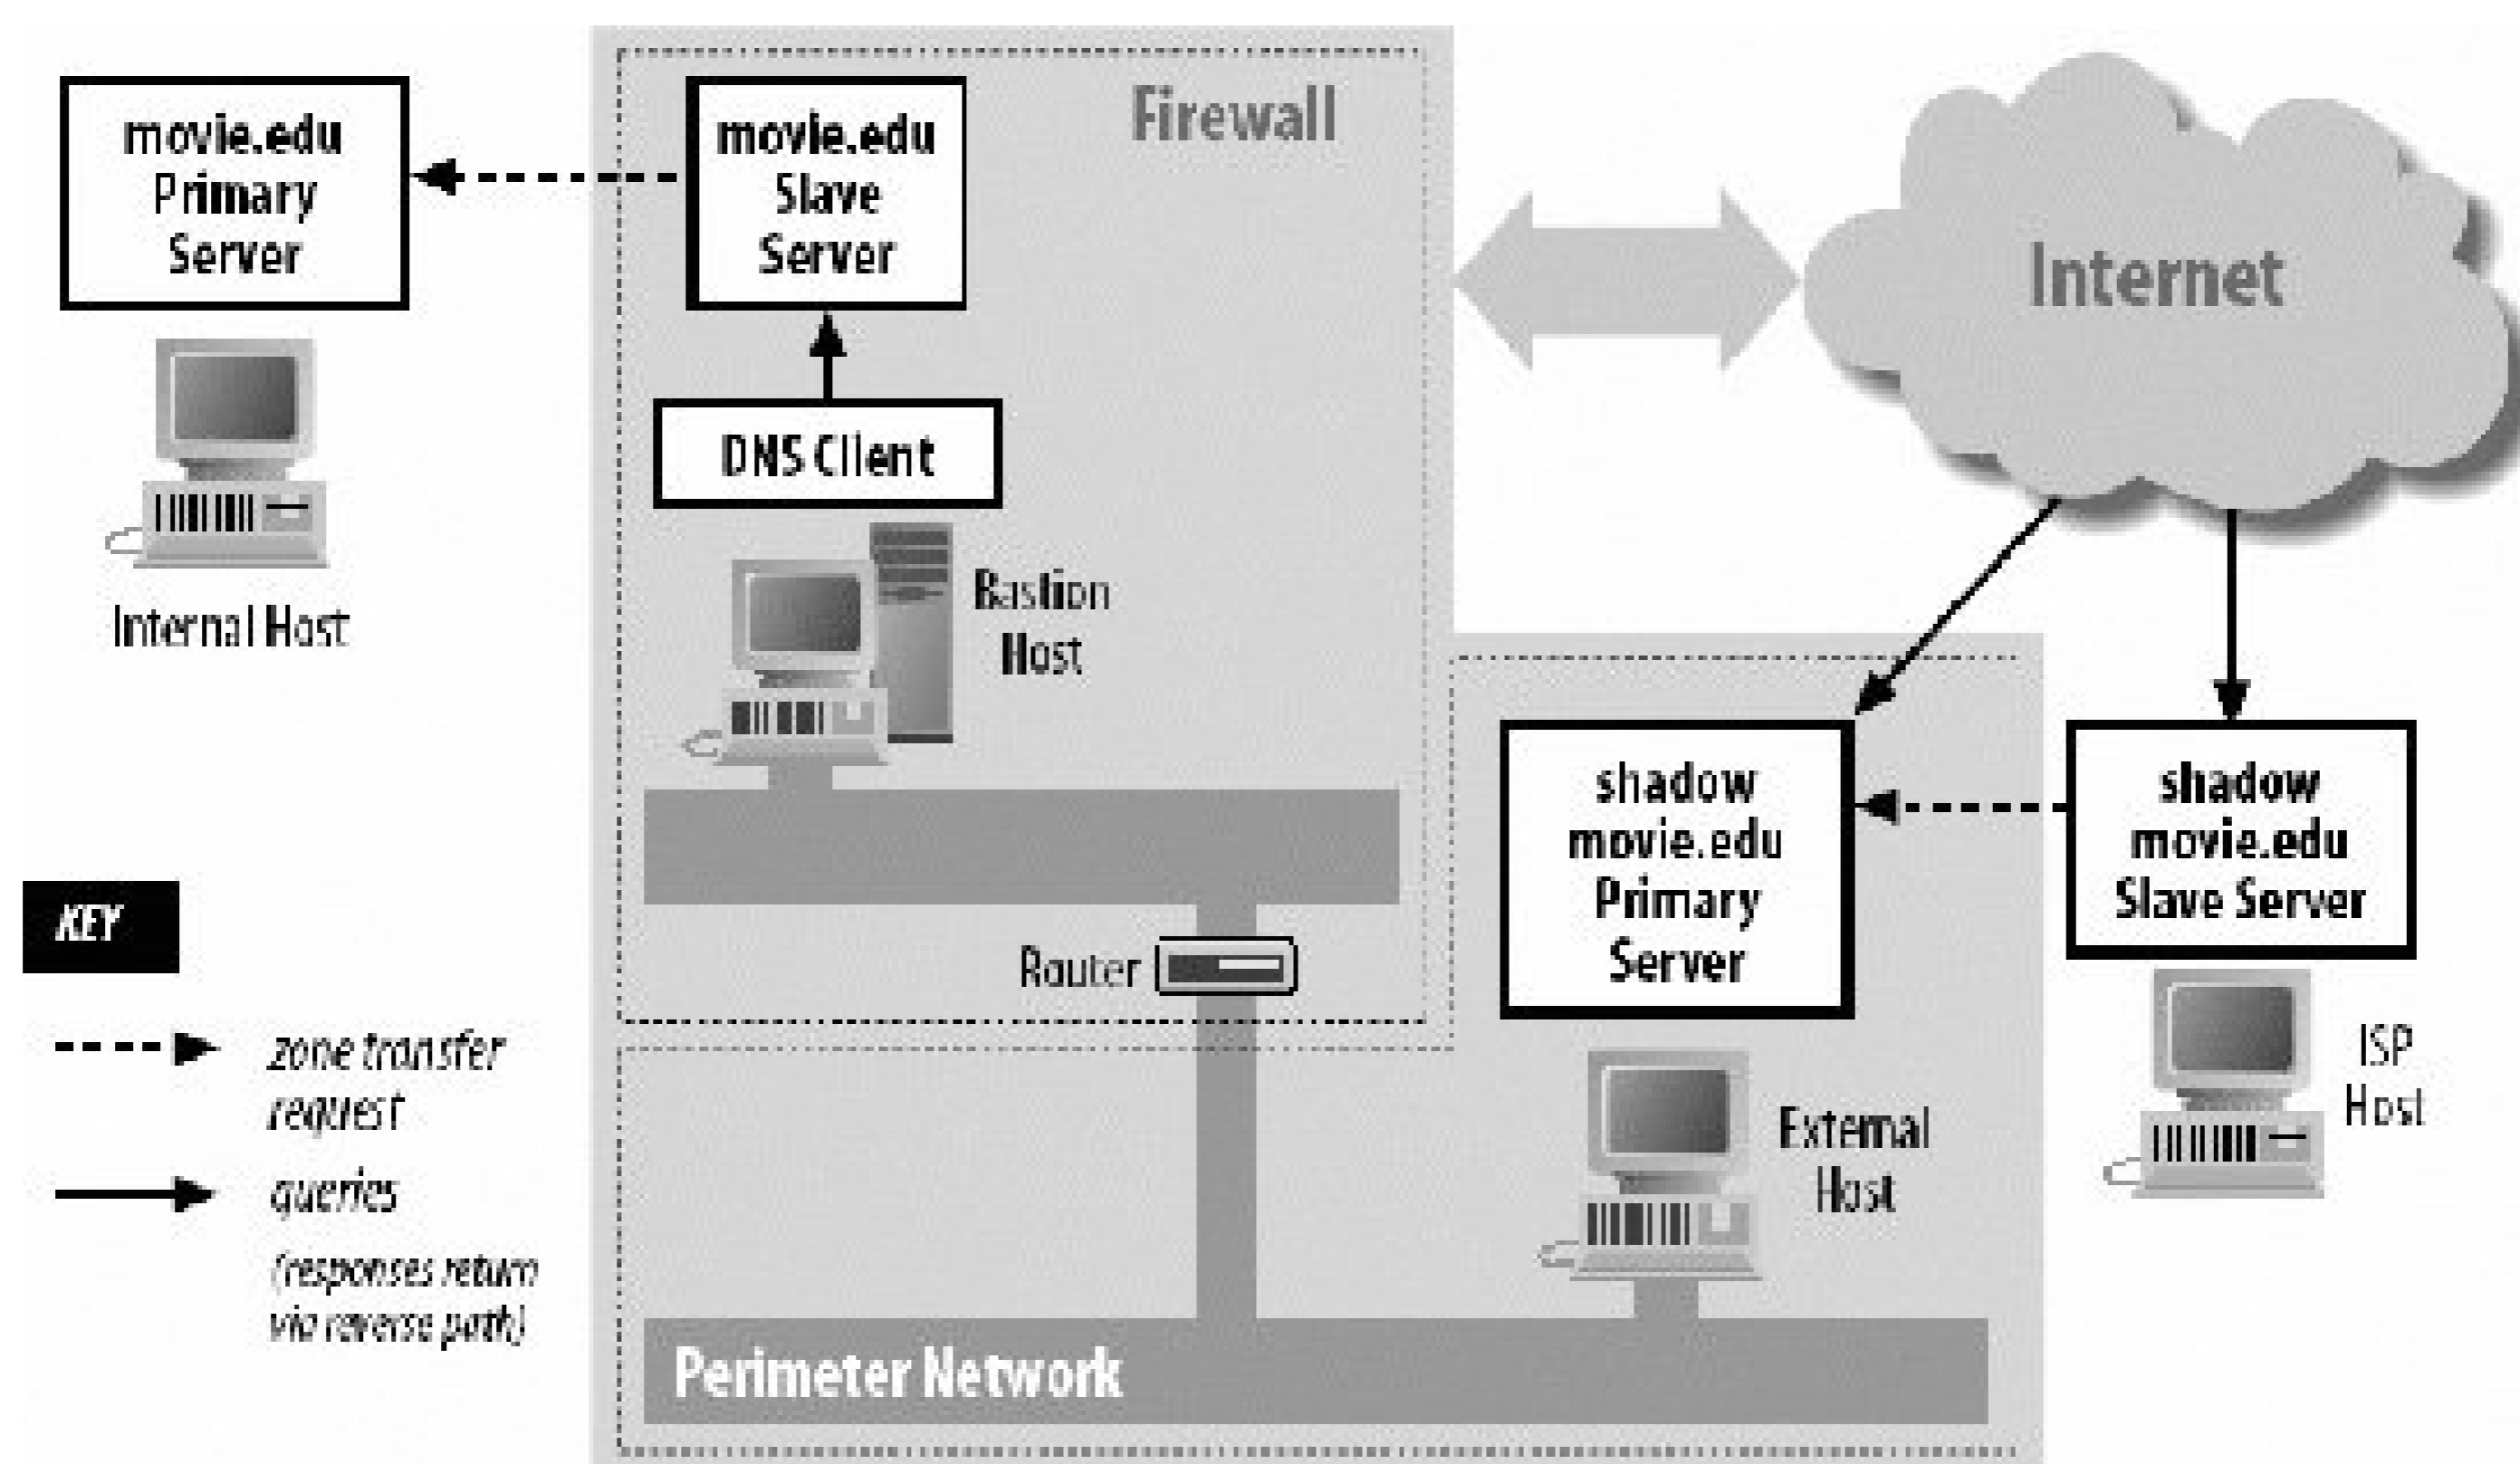 movie.edu
Primary
Server
Internal Host
movie.edu
Slave
Server
Firewall
DNS Client
Bastion
Host
Internet
Router
shadow
movie.edu
Primary
Server
External
Host
shadow
movie.edu
Slave Server
ISP
Host
Perimeter Network
KEY
zone transfer
request
queries
(responses return
via reverse path)